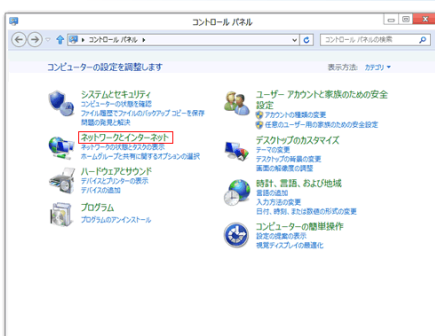 コントロール パネル
コントロール パネル
コントロール パネルの検索
コンピューターの設定を調整します
表示方法: カテゴリ
システムとセキュリティ
コンピューターの状態を確認
ファイル履歴でファイルのバックアップ コピーを保存
問題の発見と解決
ネットワークとインターネット
ネットワークの状態とタスクの表示
ホームグループと共有に関するオプションの選択
ハードウェアとサウンド
デバイスとプリンターの表示
デバイスの追加
プログラム
プログラムのアンインストール
ユーザー アカウントと家族のための安全
設定
アカウントの種類の変更
任意のユーザー用の家族のための安全設定
デスクトップのカスタマイズ
テーマの変更
デスクトップの背景の変更
画面の解像度の調整
時計、言語、および地域
言語の追加
入力方法の変更
日付、時刻、または数値の形式の変更
コンピューターの簡単操作
設定の提案の表示
視覚ディスプレイの最適化